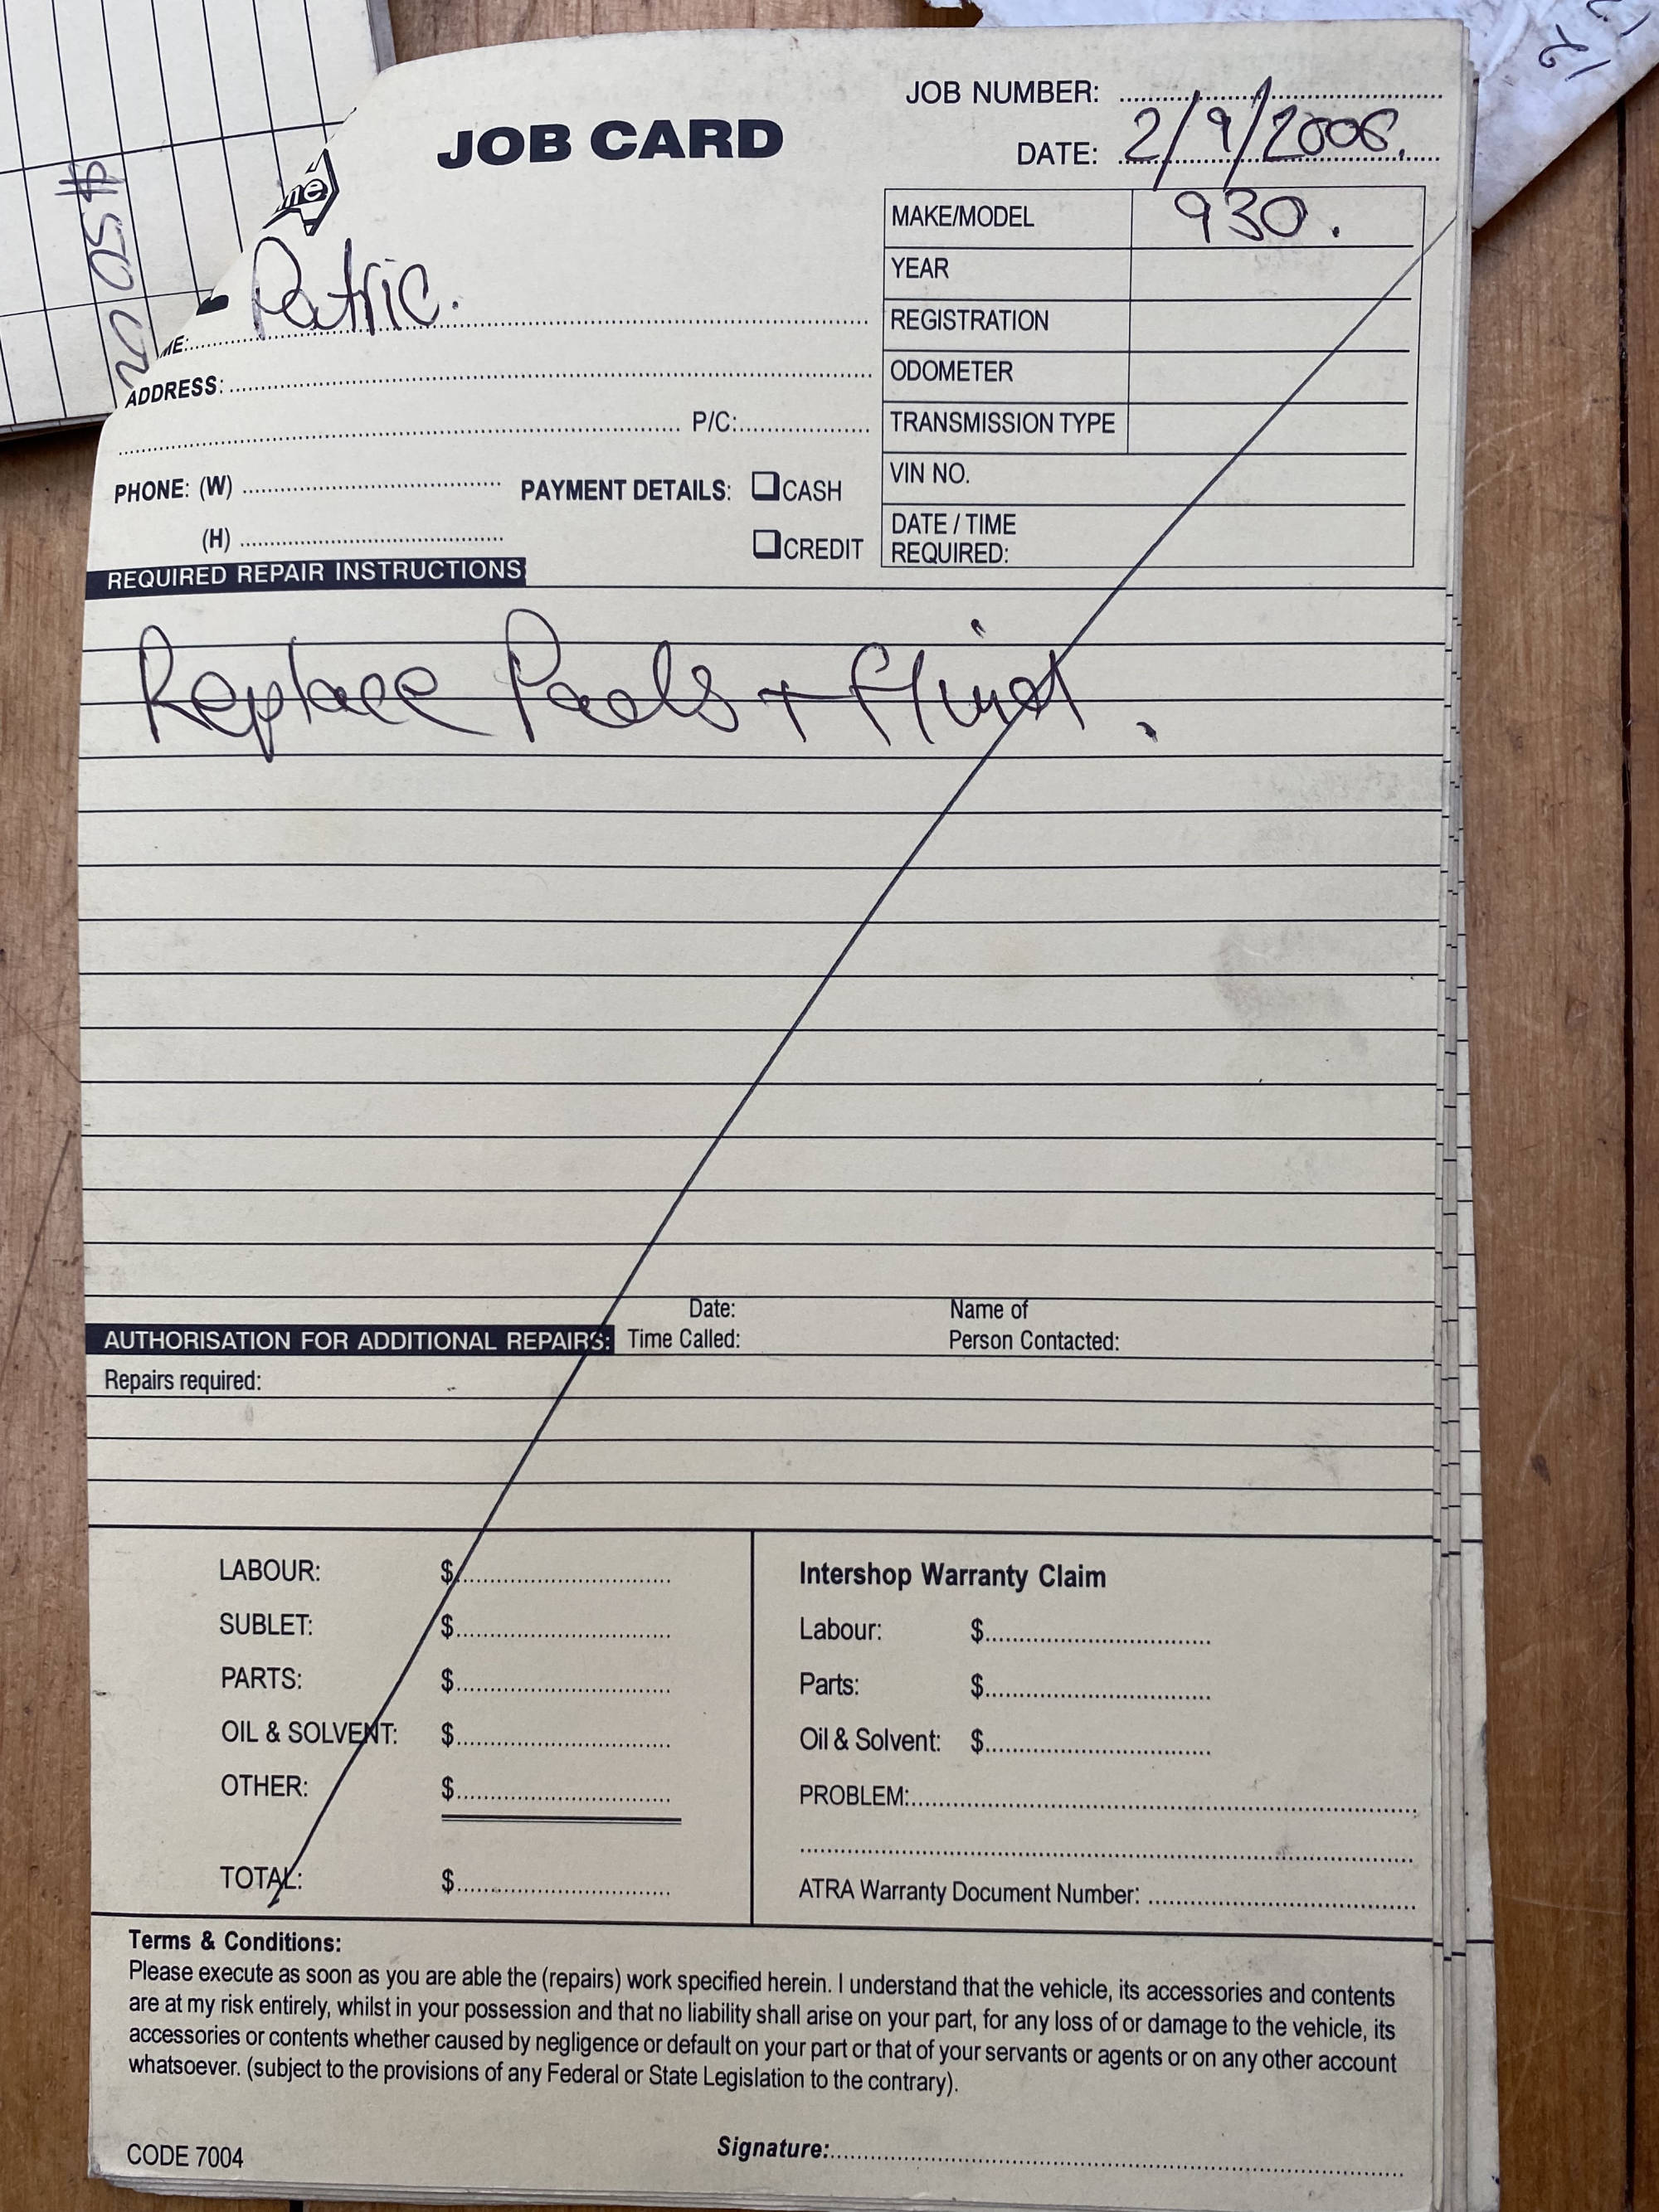 JOB CARD
JOB NUMBER:
DATE: 2/9/2006.
ne
MAKE/MODEL 930.
YEAR
REGISTRATION
ODOMETER
TRANSMISSION TYPE
VIN NO.
DATE / TIME
REQUIRED:
Patric.
ME:
ADDRESS:
P/C:
PHONE: (W)
(H)
PAYMENT DETAILS: CASH
CREDIT
REQUIRED REPAIR INSTRUCTIONS
Replace Pads + fluid.
AUTHORISATION FOR ADDITIONAL REPAIRS:
Date:
Time Called:
Name of
Person Contacted:
Repairs required:
LABOUR: $
SUBLET: $
PARTS: $
OIL & SOLVENT: $
OTHER: $
TOTAL: $
Intershop Warranty Claim
Labour: $
Parts: $
Oil & Solvent: $
PROBLEM:
ATRA Warranty Document Number:
Terms & Conditions:
Please execute as soon as you are able the (repairs) work specified herein. I understand that the vehicle, its accessories and contents
are at my risk entirely, whilst in your possession and that no liability shall arise on your part, for any loss of or damage to the vehicle, its
accessories or contents whether caused by negligence or default on your part or that of your servants or agents or on any other account
whatsoever. (subject to the provisions of any Federal or State Legislation to the contrary).
CODE 7004
Signature: